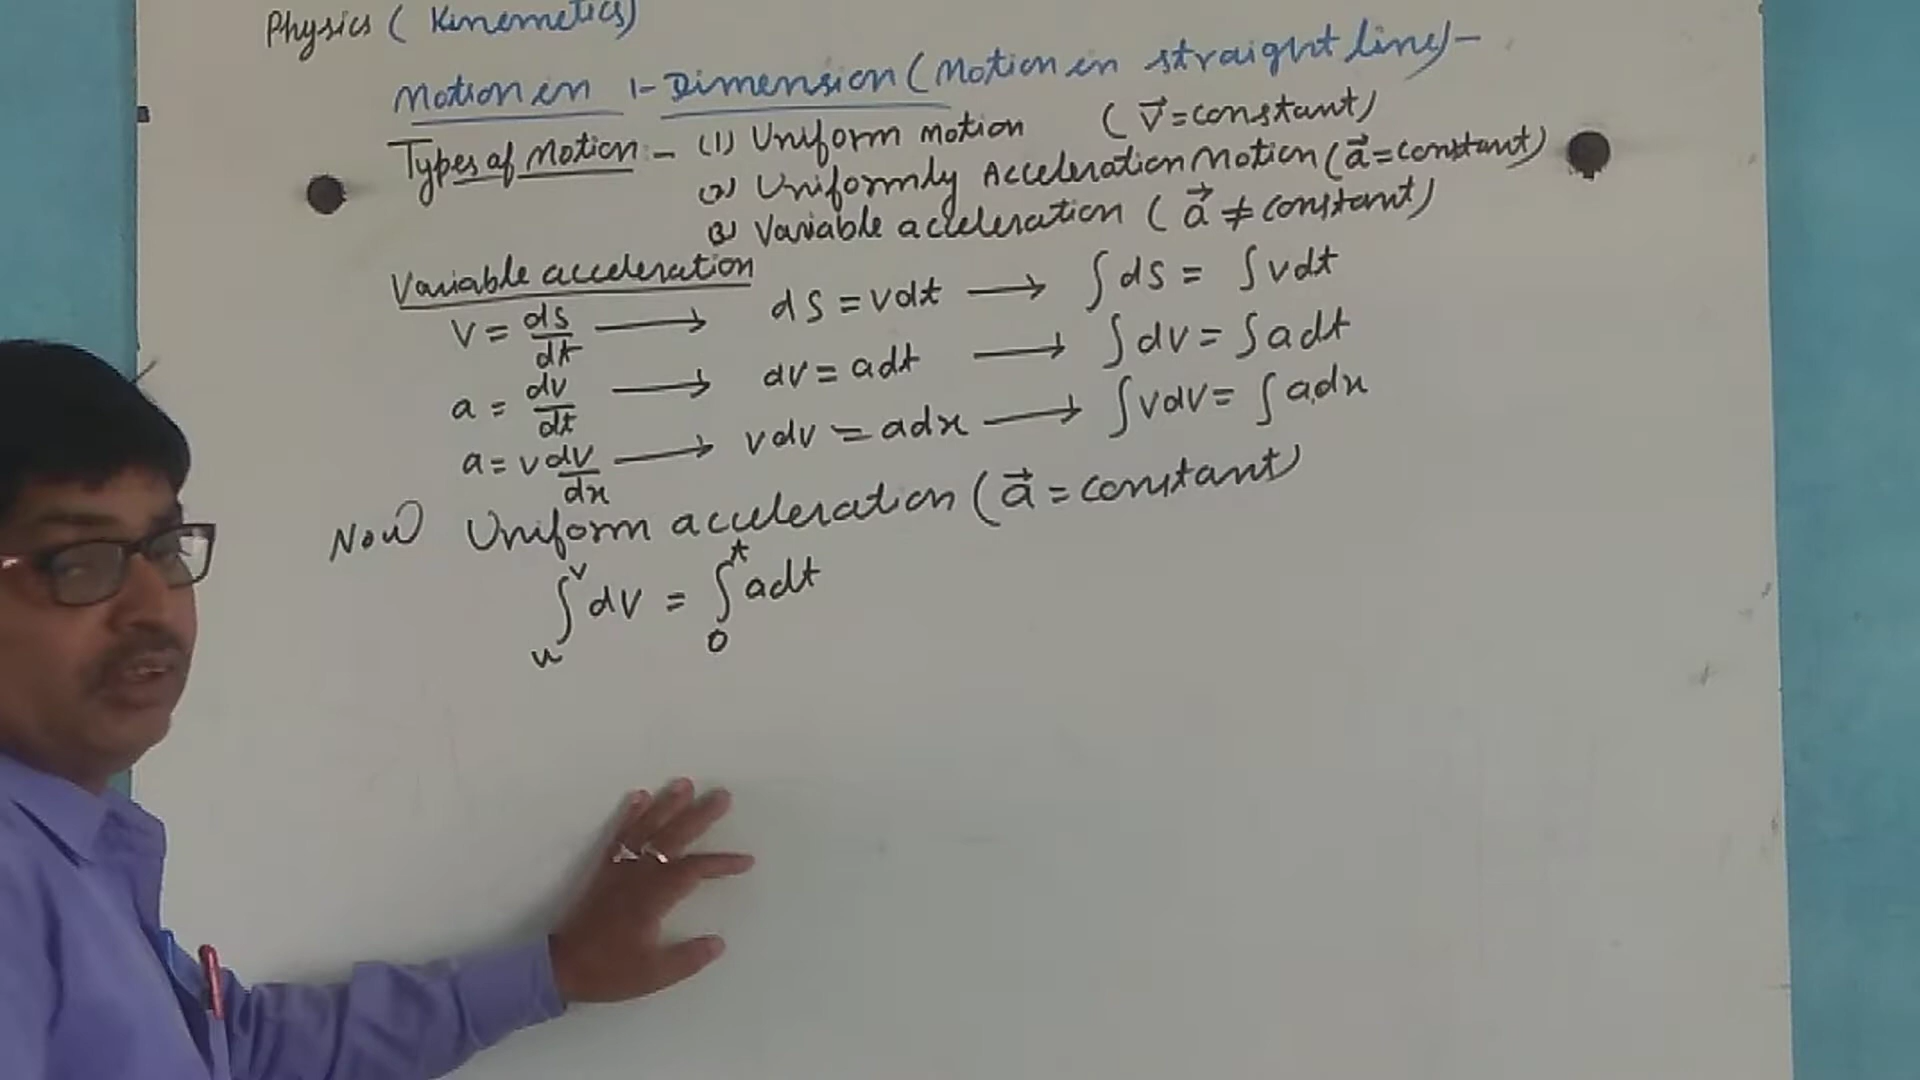 Physics ( Kinemetics)
Motion in 1-Dimension (Motion in straight line)-
Types of Motion - (1) Uniform Motion ( v⃗ = constant)
(2) Uniformly Acceleration Motion (a⃗ = constant)
(3) Variable acceleration ( a⃗ ≠ constant)
Variable acceleration
v = ds/dt → ds = vdt → ∫ds = ∫vdt
a = dv/dt → dv = adt → ∫dv = ∫adt
a = v dv/dx → vdv = adx → ∫vdv = ∫adx
Now Uniform acceleration (a⃗ = constant)
∫ᵤᵛ dv = ∫₀ᵗ adt